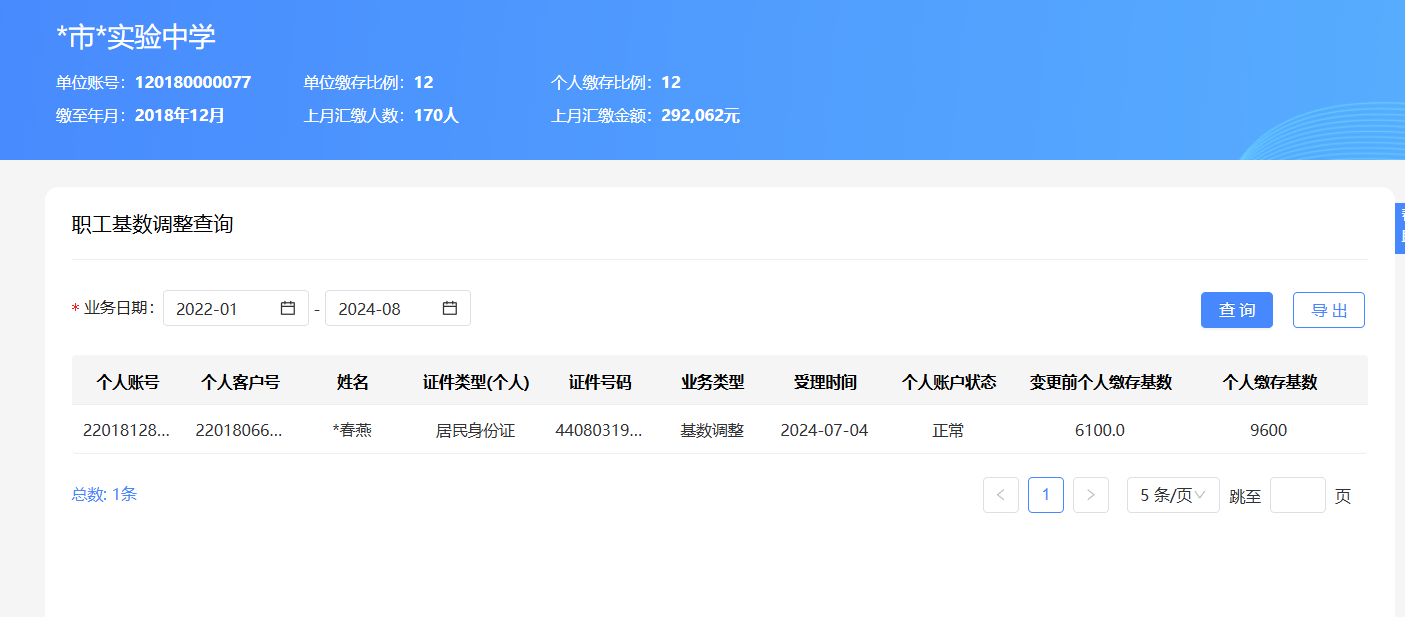 *市*实验中学
单位账号：120180000077 单位缴存比例：12 个人缴存比例：12
缴至年月：2018年12月 上月汇缴人数：170人 上月汇缴金额：292,062元
职工基数调整查询
* 业务日期： 2022-01 - 2024-08 查 询 导 出
个人账号 个人客户号 姓名 证件类型(个人) 证件号码 业务类型 受理时间 个人账户状态 变更前个人缴存基数 个人缴存基数
22018128... 22018066... *春燕 居民身份证 44080319... 基数调整 2024-07-04 正常 6100.0 9600
总数: 1条 < 1 > 5 条/页 跳至 页